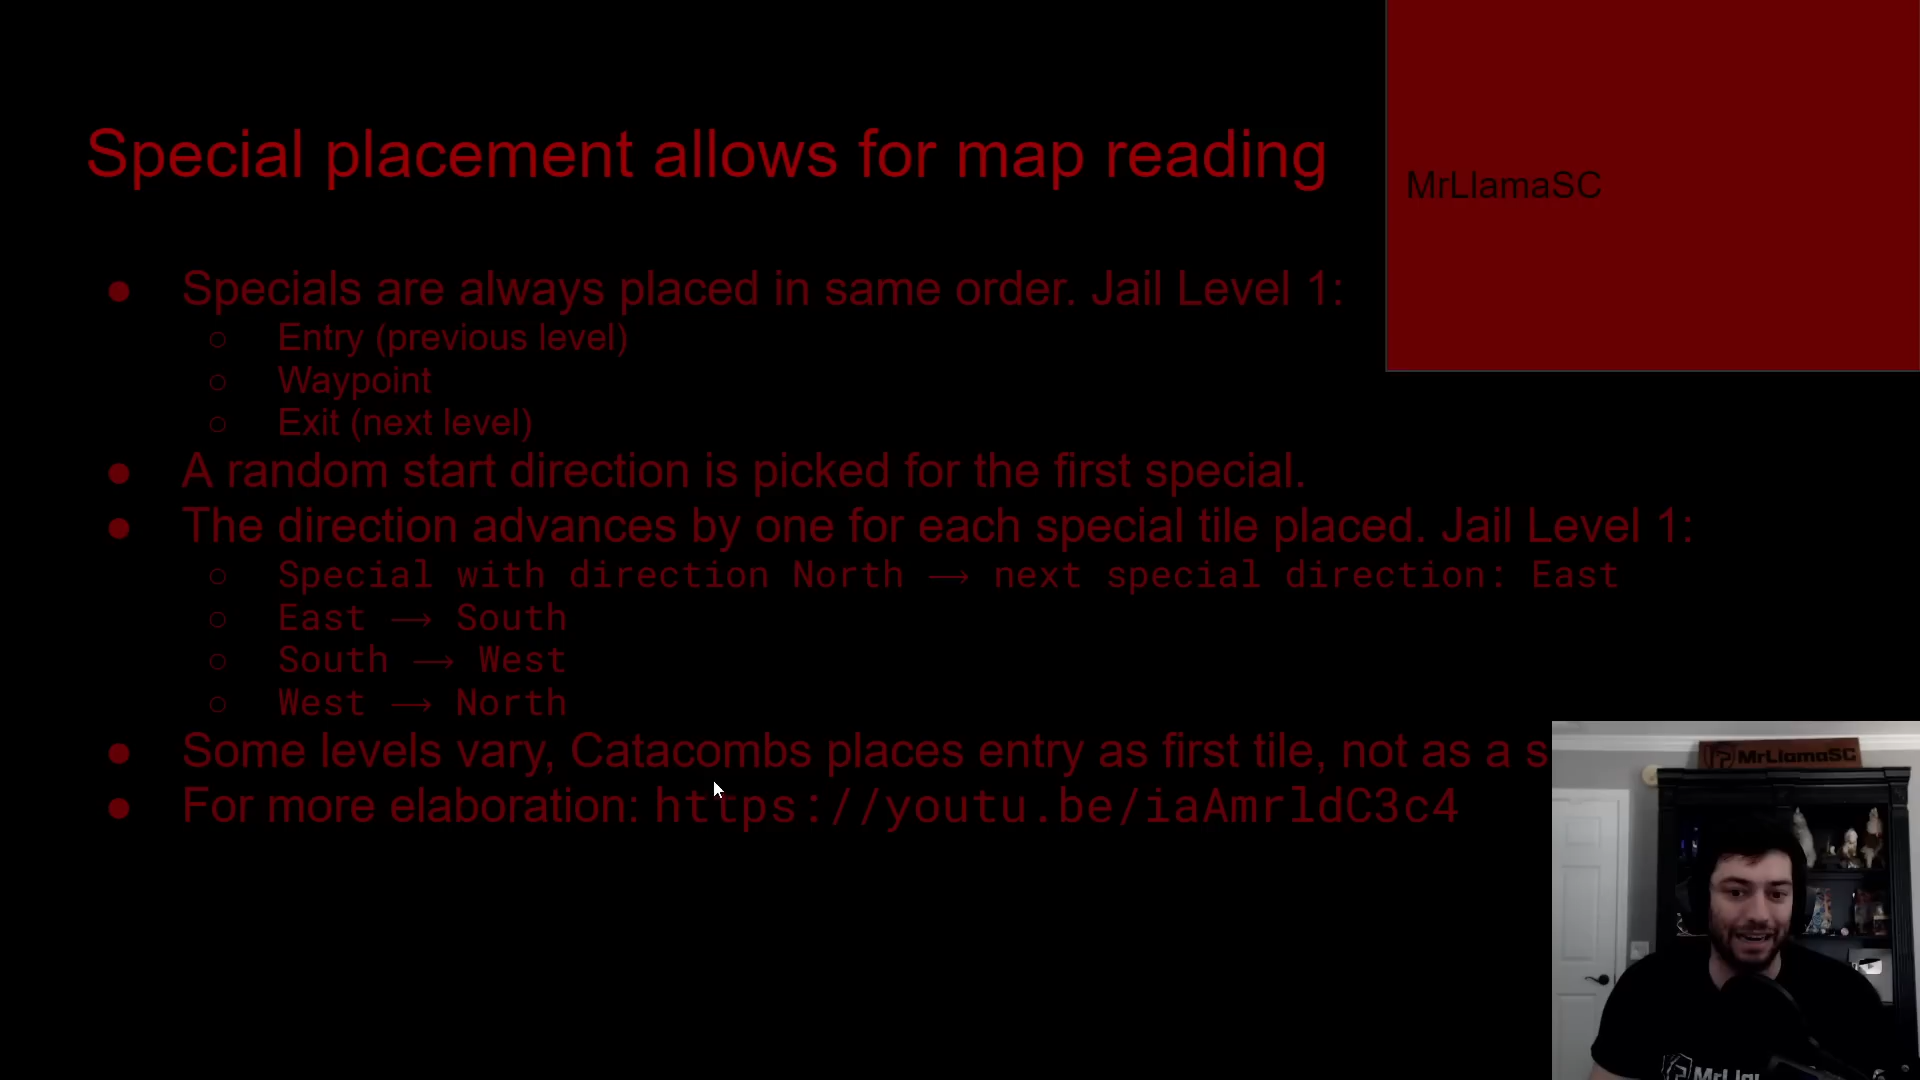 Special placement allows for map reading
MrLlamaSC
● Specials are always placed in same order. Jail Level 1:
○ Entry (previous level)
○ Waypoint
○ Exit (next level)
● A random start direction is picked for the first special.
● The direction advances by one for each special tile placed. Jail Level 1:
○ Special with direction North ⟶ next special direction: East
○ East ⟶ South
○ South ⟶ West
○ West ⟶ North
● Some levels vary, Catacombs places entry as first tile, not as a s
● For more elaboration: https://youtu.be/iaAmrldC3c4
MrLlamaSC